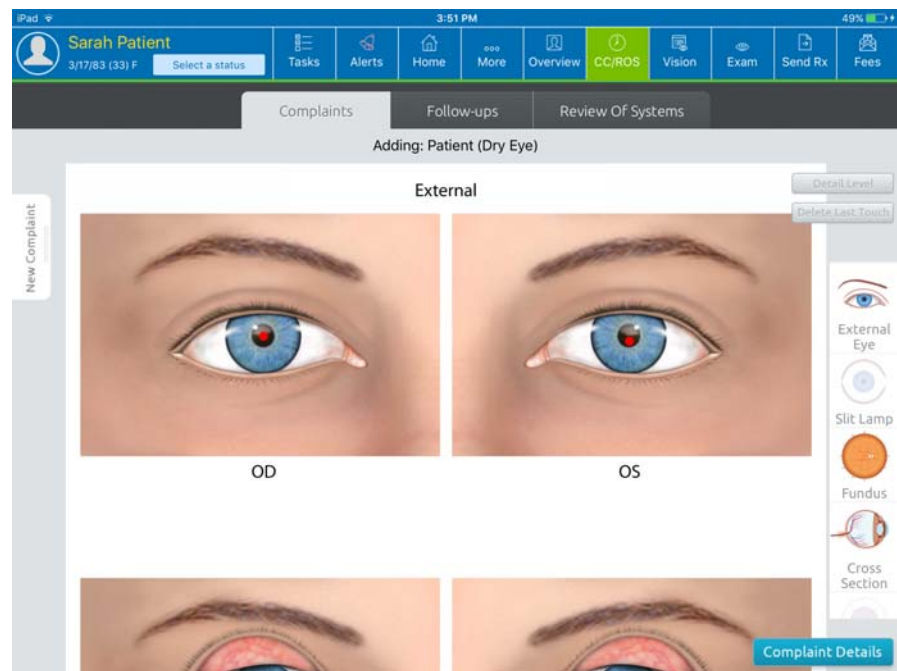 iPad
3:51 PM
49%
Sarah Patient
3/17/83 (33) F
Select a status
Tasks
Alerts
Home
More
Overview
CC/ROS
Vision
Exam
Send Rx
Fees
Complaints
Follow-ups
Review Of Systems
Adding: Patient (Dry Eye)
New Complaint
External
Detail Level
Delete Last Touch
OD
OS
External
Eye
Slit Lamp
Fundus
Cross
Section
Complaint Details